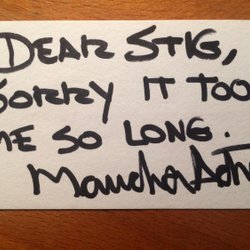 DEAR STIG,
SORRY IT TOO
ME SO LONG.